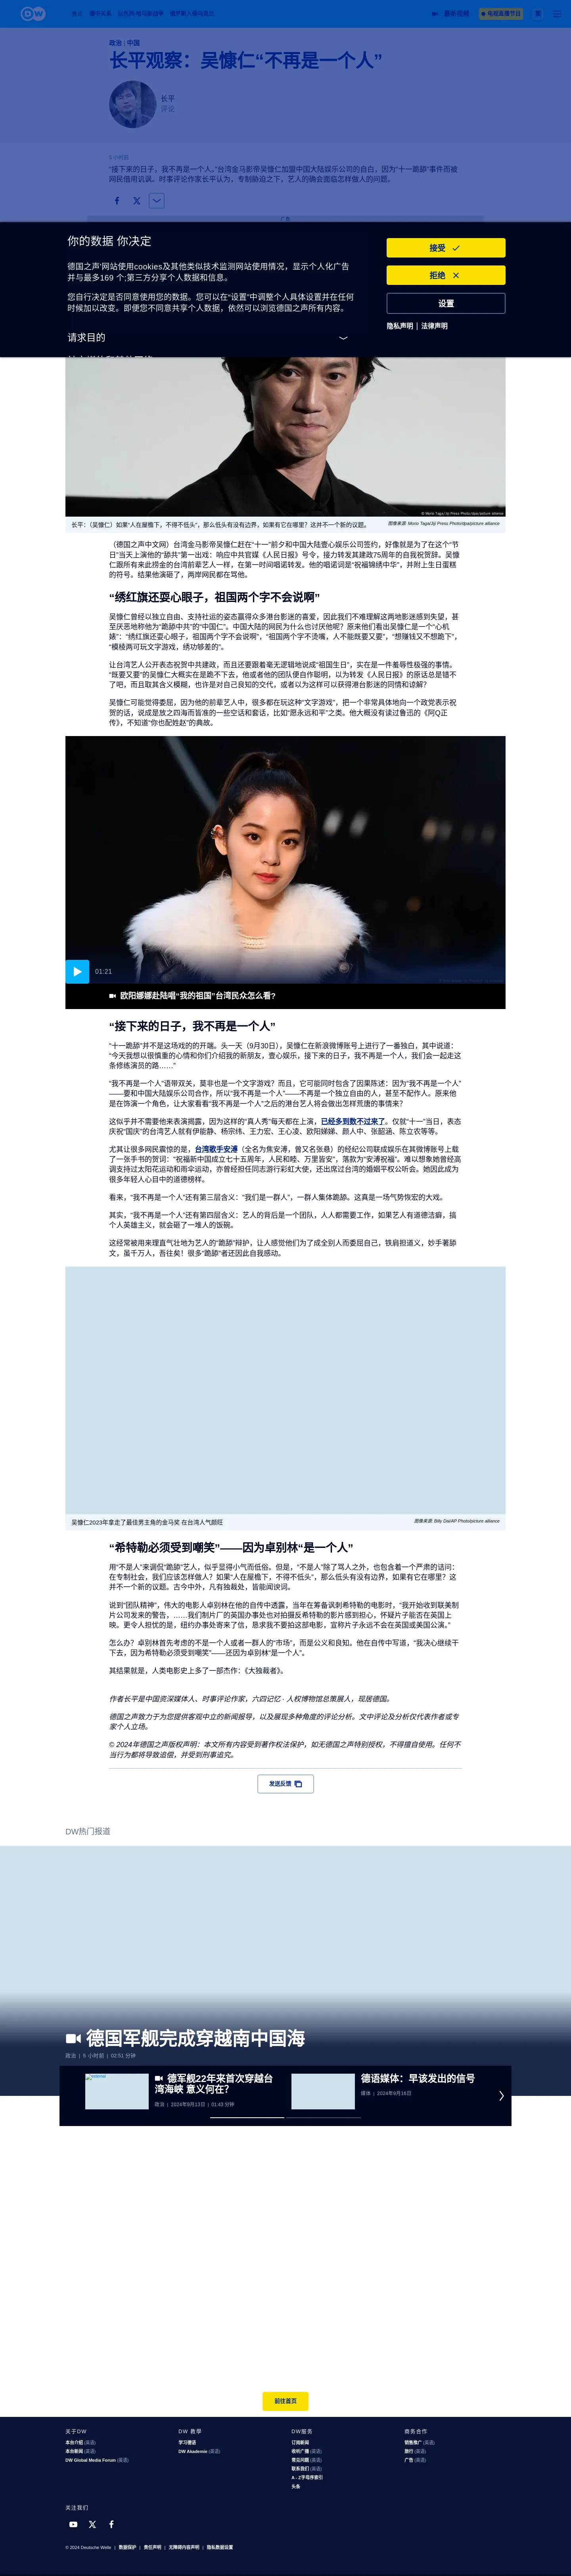 DW
最新视频
电视直播节目
政治 | 中国
长平观察：吴慷仁“不再是一个人”
长平
评论
“接下来的日子，我不再是一个人。”台湾金马影帝吴慷仁加盟中国大陆娱乐公司的自白，因为“十一跪舔”事件而被
网民借用讥讽。时事评论作家长平认为，专制胁迫之下，艺人的确会面临怎样做人的问题。
广告
你的数据 你决定
德国之声‘网站使用cookies及其他类似技术监测网站使用情况，显示个人化广告
并与最多169 个;第三方分享个人数据和信息。
您自行决定是否同意使用您的数据。您可以在“设置”中调整个人具体设置并在任何
时候加以改变。即便您不同意共享个人数据，依然可以浏览德国之声所有内容。
请求目的
接受
拒绝
设置
隐私声明 | 法律声明
© Morio Taga/Jiji Press Photo/dpa/picture alliance
长平：（吴慷仁）如果“人在屋檐下，不得不低头”，那么低头有没有边界，如果有它在哪里？这并不一个新的议题。
图像来源: Morio Taga/Jiji Press Photo/dpa/picture alliance
（德国之声中文网）台湾金马影帝吴慷仁赶在“十一”前夕和中国大陆壹心娱乐公司签约，好像就是为了在这个“节
日”当天上演他的“舔共”第一出戏：响应中共官媒《人民日报》号令，接力转发其建政75周年的自我祝贺辞。吴慷
仁跟所有跟来此捞金的台湾前辈艺人一样，在第一时间唱诺转发。他的唱诺词是“祝福锦绣中华”，并附上生日蛋糕
的符号。结果他演砸了，两岸网民都在骂他。
“绣红旗还耍心眼子，祖国两个字不会说啊”
吴慷仁曾经以独立自由、支持社运的姿态赢得众多港台影迷的喜爱，因此我们不难理解这两地影迷感到失望，甚
至厌恶地称他为“跪舔中共”的“中国仁”。中国大陆的网民为什么也讨厌他呢？原来他们看出吴慷仁是一个“心机
婊”：“绣红旗还耍心眼子，祖国两个字不会说啊”，“祖国两个字不烫嘴，人不能既要又要”，“想赚钱又不想跪下”，
“模棱两可玩文字游戏，绣功够差的”。
让台湾艺人公开表态祝贺中共建政，而且还要跟着毫无逻辑地说成“祖国生日”，实在是一件羞辱性极强的事情。
“既要又要”的吴慷仁大概实在是跪不下去，他或者他的团队便自作聪明，以为转发《人民日报》的原话总是错不
了吧，而且取其含义模糊，也许是对自己良知的交代，或者以为这样可以获得港台影迷的同情和谅解？
吴慷仁可能觉得委屈，因为他的前辈艺人中，很多都在玩这种“文字游戏”，把一个非常具体地向一个政党表示祝
贺的话，说成是放之四海而皆准的一些空话和套话，比如“愿永远和平”之类。他大概没有读过鲁迅的《阿Q正
传》，不知道“你也配姓赵”的典故。
01:21
欧阳娜娜赴陆唱“我的祖国”台湾民众怎么看？
“接下来的日子，我不再是一个人”
“十一跪舔”并不是这场戏的的开端。头一天（9月30日），吴慷仁在新浪微博账号上进行了一番独白，其中说道：
“今天我想以很慎重的心情和你们介绍我的新朋友，壹心娱乐，接下来的日子，我不再是一个人，我们会一起走这
条修练演员的路……”
“我不再是一个人”语带双关，莫非也是一个文字游戏？而且，它可能同时包含了因果陈述：因为“我不再是一个人”
——要和中国大陆娱乐公司合作，所以“我不再是一个人”——不再是一个独立自由的人，甚至不配作人。原来他
是在饰演一个角色，让大家看看“我不再是一个人”之后的港台艺人将会做出怎样荒唐的事情来？
这似乎并不需要他来表演揭露，因为这样的“真人秀”每天都在上演，已经多到数不过来了。仅就“十一”当日，表态
庆祝“国庆”的台湾艺人就有伊能静、杨宗纬、王力宏、王心凌、欧阳娣娣、颜人中、张韶涵、陈立农等等。
尤其让很多网民震惊的是，台湾歌手安溥（全名为焦安溥，曾又名张悬）的经纪公司联成娱乐在其微博账号上载
了一张手书的贺词：“祝福新中国成立七十五周年，人民和睦、万里皆安”，落款为“安溥祝福”。难以想象她曾经高
调支持过太阳花运动和雨伞运动，亦曾经担任同志游行彩虹大使，还出席过台湾的婚姻平权公听会。她因此成为
很多年轻人心目中的道德榜样。
看来，“我不再是一个人”还有第三层含义：“我们是一群人”，一群人集体跪舔。这真是一场气势恢宏的大戏。
其实，“我不再是一个人”还有第四层含义：艺人的背后是一个团队，人人都需要工作，如果艺人有道德洁癖，搞
个人英雄主义，就会砸了一堆人的饭碗。
这经常被用来理直气壮地为艺人的“跪舔”辩护，让人感觉他们为了成全别人而委屈自己，铁肩担道义，妙手著舔
文，虽千万人，吾往矣！很多“跪舔”者还因此自我感动。
吴慷仁2023年拿走了最佳男主角的金马奖 在台湾人气颇旺
图像来源: Billy Dai/AP Photo/picture alliance
“希特勒必须受到嘲笑”——因为卓别林“是一个人”
用“不是人”来调侃“跪舔”艺人，似乎显得小气而低俗。但是，“不是人”除了骂人之外，也包含着一个严肃的诘问：
在专制社会，我们应该怎样做人？如果“人在屋檐下，不得不低头”，那么低头有没有边界，如果有它在哪里？这
并不一个新的议题。古今中外，凡有独裁处，皆能闻诀词。
说到“团队精神”，伟大的电影人卓别林在他的自传中透露，当年在筹备讽刺希特勒的电影时，“我开始收到联美制
片公司发来的警告，……我们制片厂的英国办事处也对拍摄反希特勒的影片感到担心，怀疑片子能否在英国上
映。更令人担忧的是，纽约办事处寄来了信，恳求我不要拍这部电影，宣称片子永远不会在英国或美国公演。”
怎么办？卓别林首先考虑的不是一个人或者一群人的“市场”，而是公义和良知。他在自传中写道，“我决心继续干
下去，因为希特勒必须受到嘲笑”——还因为卓别林“是一个人”。
其结果就是，人类电影史上多了一部杰作：《大独裁者》。
作者长平是中国资深媒体人、时事评论作家，六四记忆 · 人权博物馆总策展人，现居德国。
德国之声致力于为您提供客观中立的新闻报导，以及展现多种角度的评论分析。文中评论及分析仅代表作者或专
家个人立场。
© 2024年德国之声版权声明：本文所有内容受到著作权法保护，如无德国之声特别授权，不得擅自使用。任何不
当行为都将导致追偿，并受到刑事追究。
发送反馈
DW热门报道
德国军舰完成穿越南中国海
政治 | 5 小时前 | 02:51 分钟
德军舰22年来首次穿越台
湾海峡 意义何在？
政治 | 2024年9月13日 | 01:43 分钟
德语媒体：早该发出的信号
媒体 | 2024年9月16日
前往首页
关于DW
本台介绍 (英语)
本台新闻 (英语)
DW Global Media Forum (英语)
DW 教學
学习德语
DW Akademie (英语)
DW服务
订阅新闻
收听广播 (英语)
常见问题 (英语)
联系我们 (英语)
A - Z字母序索引
头条
商务合作
销售推广 (英语)
旅行 (英语)
广告 (英语)
关注我们
© 2024 Deutsche Welle | 数据保护 | 责任声明 | 无障碍内容声明 | 隐私数据设置